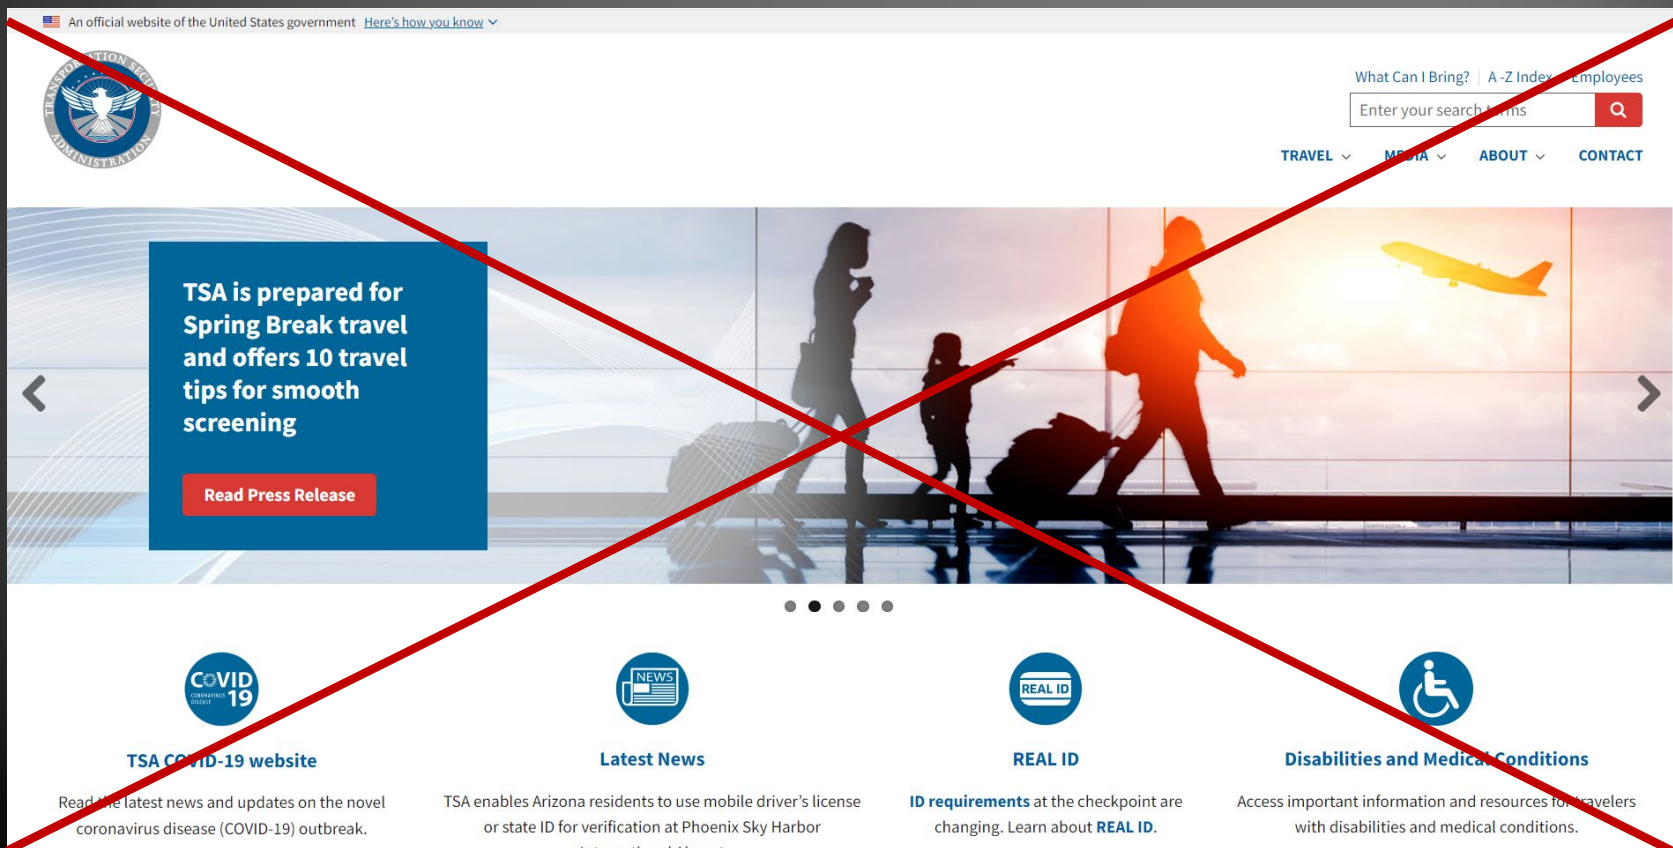 An official website of the United States government Here's how you know
TRANSPORTATION SECURITY
ADMINISTRATION
What Can I Bring? A -Z Index Employees
Enter your search terms
TRAVEL MEDIA ABOUT CONTACT
TSA is prepared for
Spring Break travel
and offers 10 travel
tips for smooth
screening
Read Press Release
COVID
CORONAVIRUS
DISEASE 19
NEWS
REAL ID
TSA COVID-19 website
Latest News
REAL ID
Disabilities and Medical Conditions
Read the latest news and updates on the novel
coronavirus disease (COVID-19) outbreak.
TSA enables Arizona residents to use mobile driver's license
or state ID for verification at Phoenix Sky Harbor
ID requirements at the checkpoint are
changing. Learn about REAL ID.
Access important information and resources for travelers
with disabilities and medical conditions.